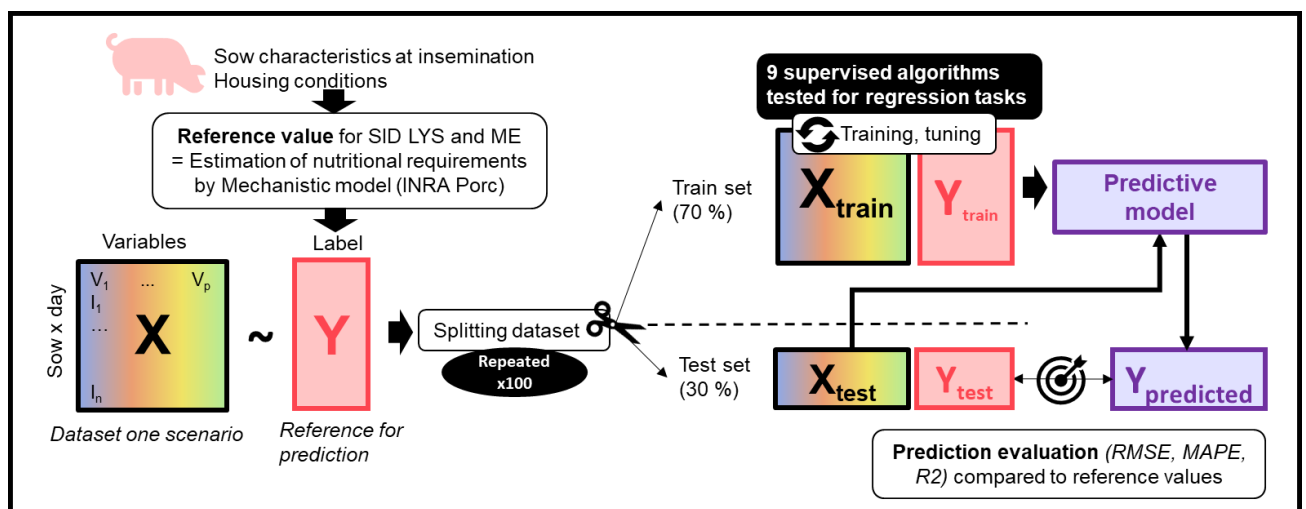 Sow characteristics at insemination
Housing conditions
Reference value for SID LYS and ME
= Estimation of nutritional requirements
by Mechanistic model (INRA Porc)
Variables
Label
Sow x day
V1 ... Vp
I1
...
In
X
~
Y
Dataset one scenario
Reference for
prediction
Splitting dataset
Repeated
x100
Train set
(70 %)
Test set
(30 %)
9 supervised algorithms
tested for regression tasks
Training, tuning
Xtrain
Ytrain
Predictive
model
Xtest
Ytest
Ypredicted
Prediction evaluation (RMSE, MAPE,
R2) compared to reference values